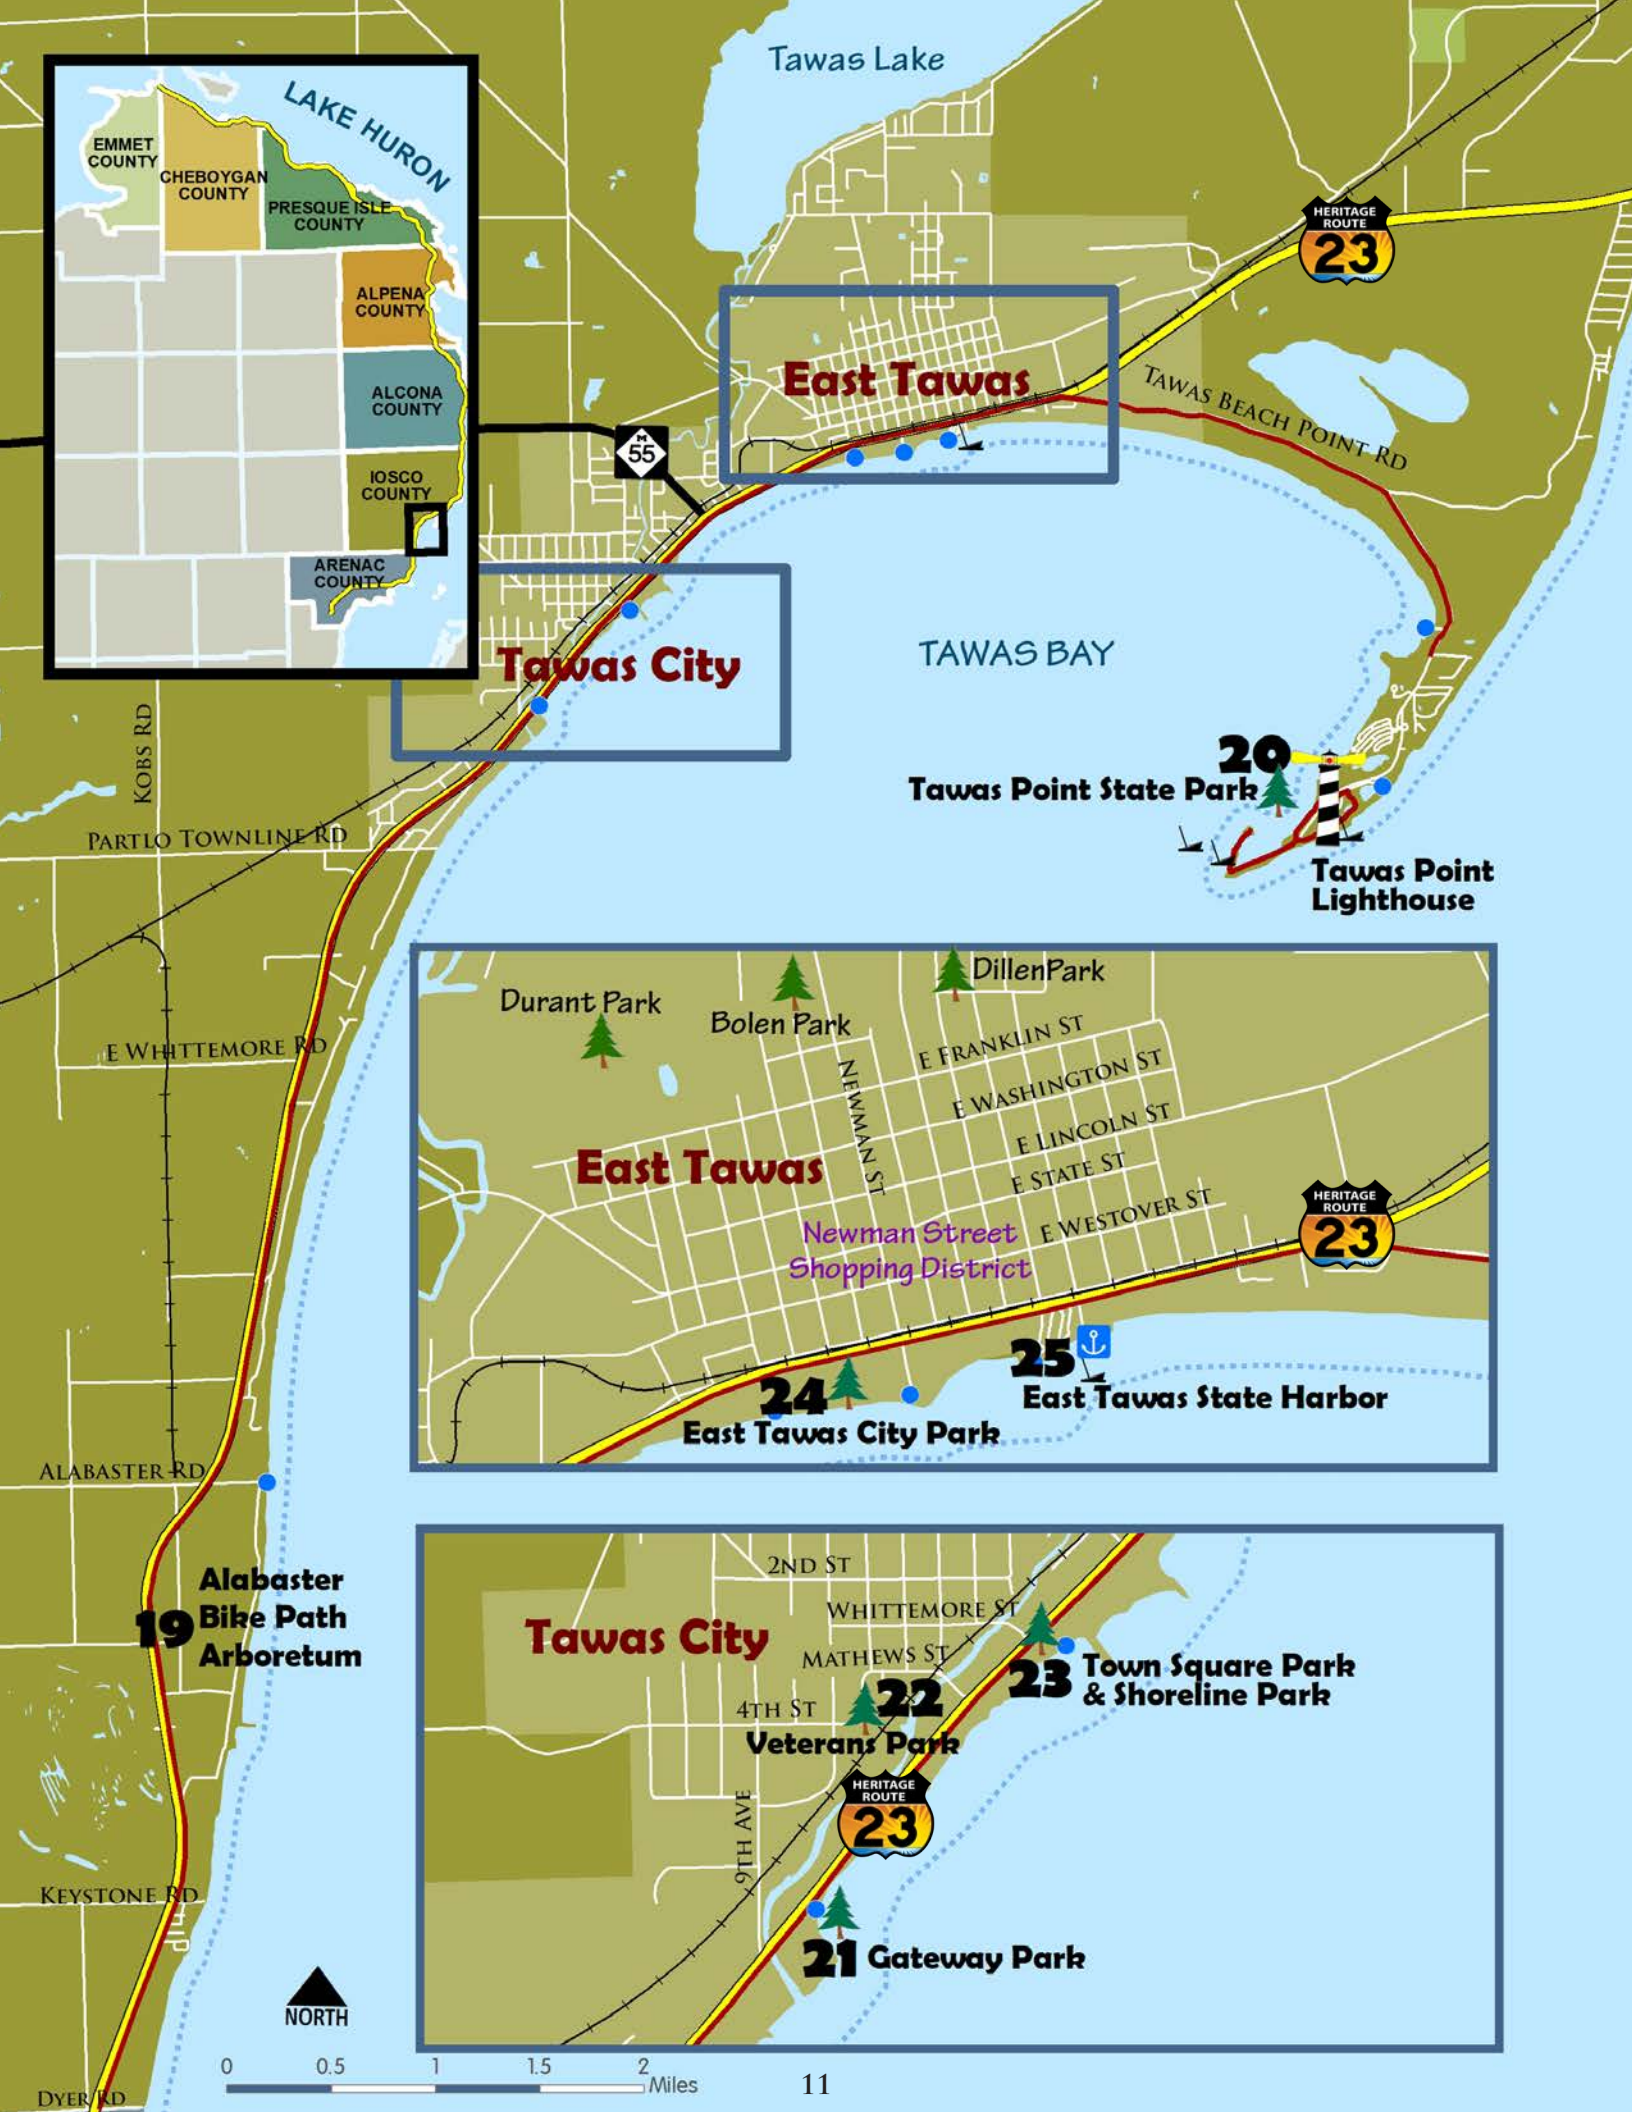 Tawas Lake
LAKE HURON
EMMET
COUNTY
CHEBOYGAN
COUNTY
PRESQUE ISLE
COUNTY
ALPENA
COUNTY
ALCONA
COUNTY
IOSCO
COUNTY
ARENAC
COUNTY
HERITAGE
ROUTE
23
East Tawas
TAWAS BEACH POINT RD
M
55
Tawas City
TAWAS BAY
KOBS RD
20
Tawas Point State Park
PARTLO TOWNLINE RD
Tawas Point
Lighthouse
E WHITTEMORE RD
DillenPark
Durant Park
Bolen Park
E FRANKLIN ST
NEWMAN ST
E WASHINGTON ST
E LINCOLN ST
East Tawas
E STATE ST
E WESTOVER ST
HERITAGE
ROUTE
23
Newman Street
Shopping District
25
East Tawas State Harbor
24
East Tawas City Park
ALABASTER RD
19
Alabaster
Bike Path
Arboretum
2ND ST
WHITTEMORE ST
Tawas City
MATHEWS ST
23
Town Square Park
& Shoreline Park
22
4TH ST
Veterans Park
HERITAGE
ROUTE
23
9TH AVE
KEYSTONE RD
21 Gateway Park
NORTH
0 0.5 1 1.5 2
Miles
11
DYER RD